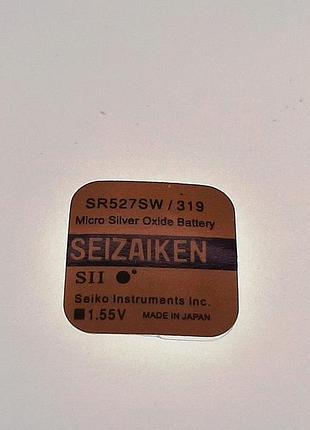 SR527SW / 319
Micro Silver Oxide Battery
SEIZAIKEN
SII
Seiko Instruments Inc.
1.55V MADE IN JAPAN